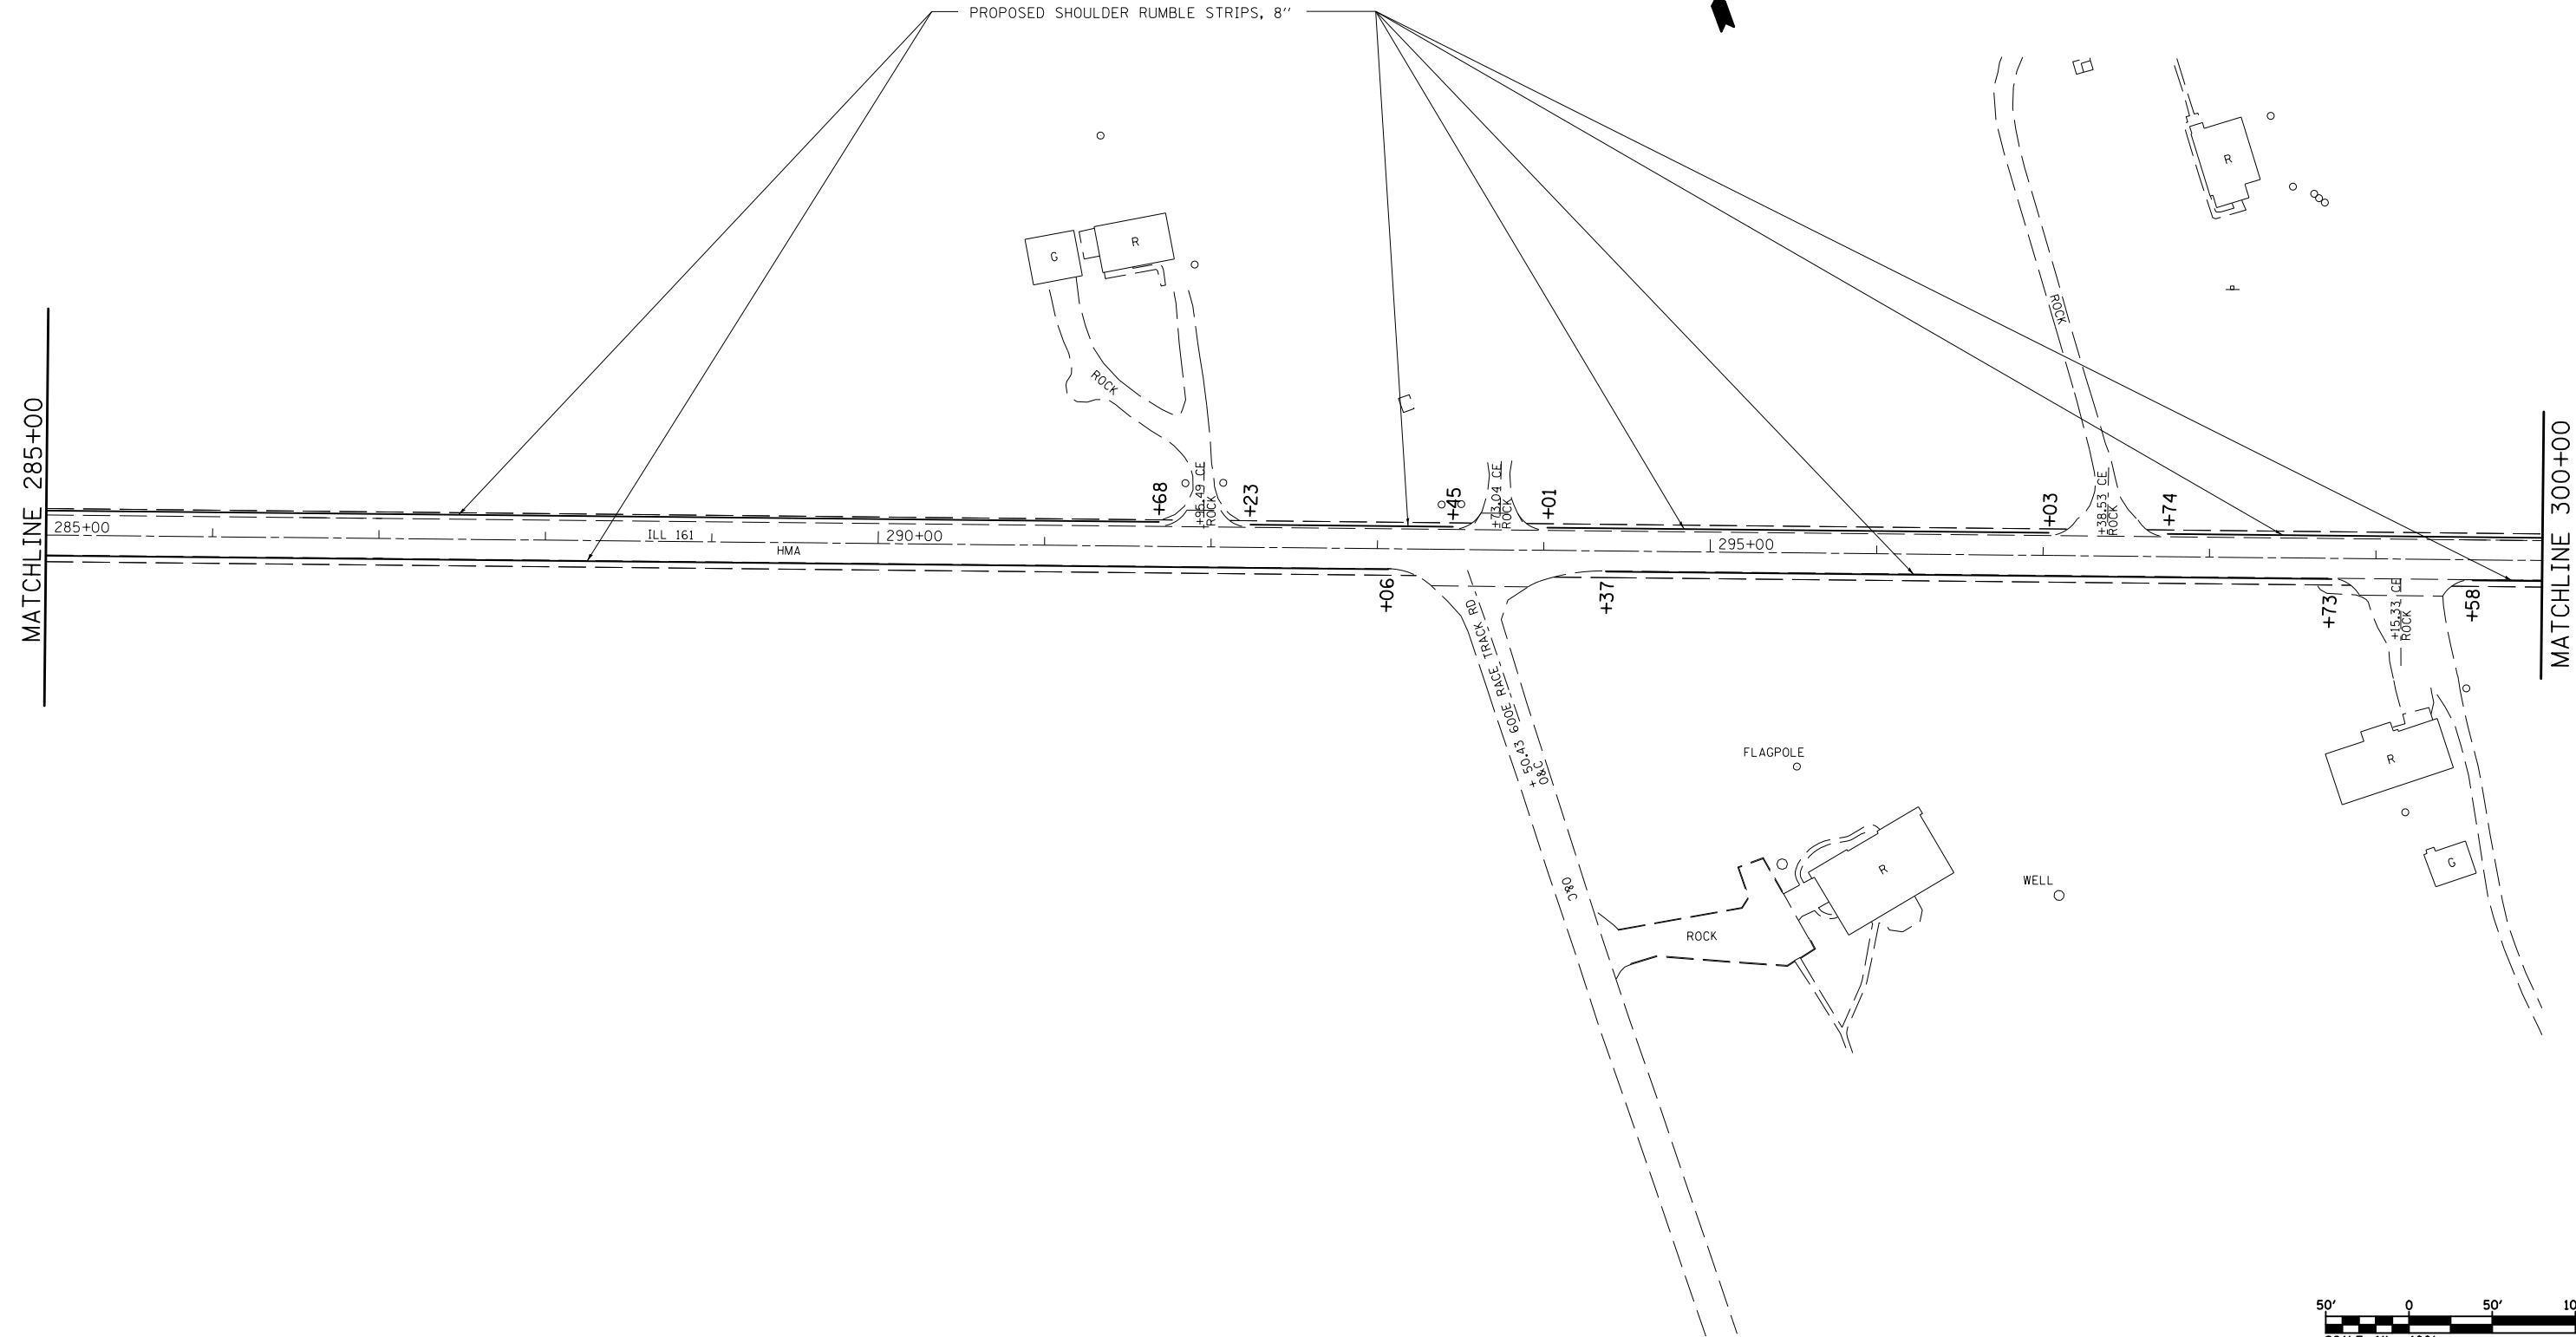 PROPOSED SHOULDER RUMBLE STRIPS, 8''
R
G
R
P
ROCK
ROCK
MATCHLINE 285+00
MATCHLINE 300+00
+68
+95.49 CE
ROCK
+23
+45
+73.04 CE
ROCK
+01
+03
+38.53 CE
ROCK
+74
285+00
ILL 161
HMA
290+00
295+00
+06
+37
+73
+15.33 CE
ROCK
+58
+ 50.43 600E RACE TRACK RD
O&C
FLAGPOLE
R
R
G
WELL
O&C
ROCK
50' 0 50'